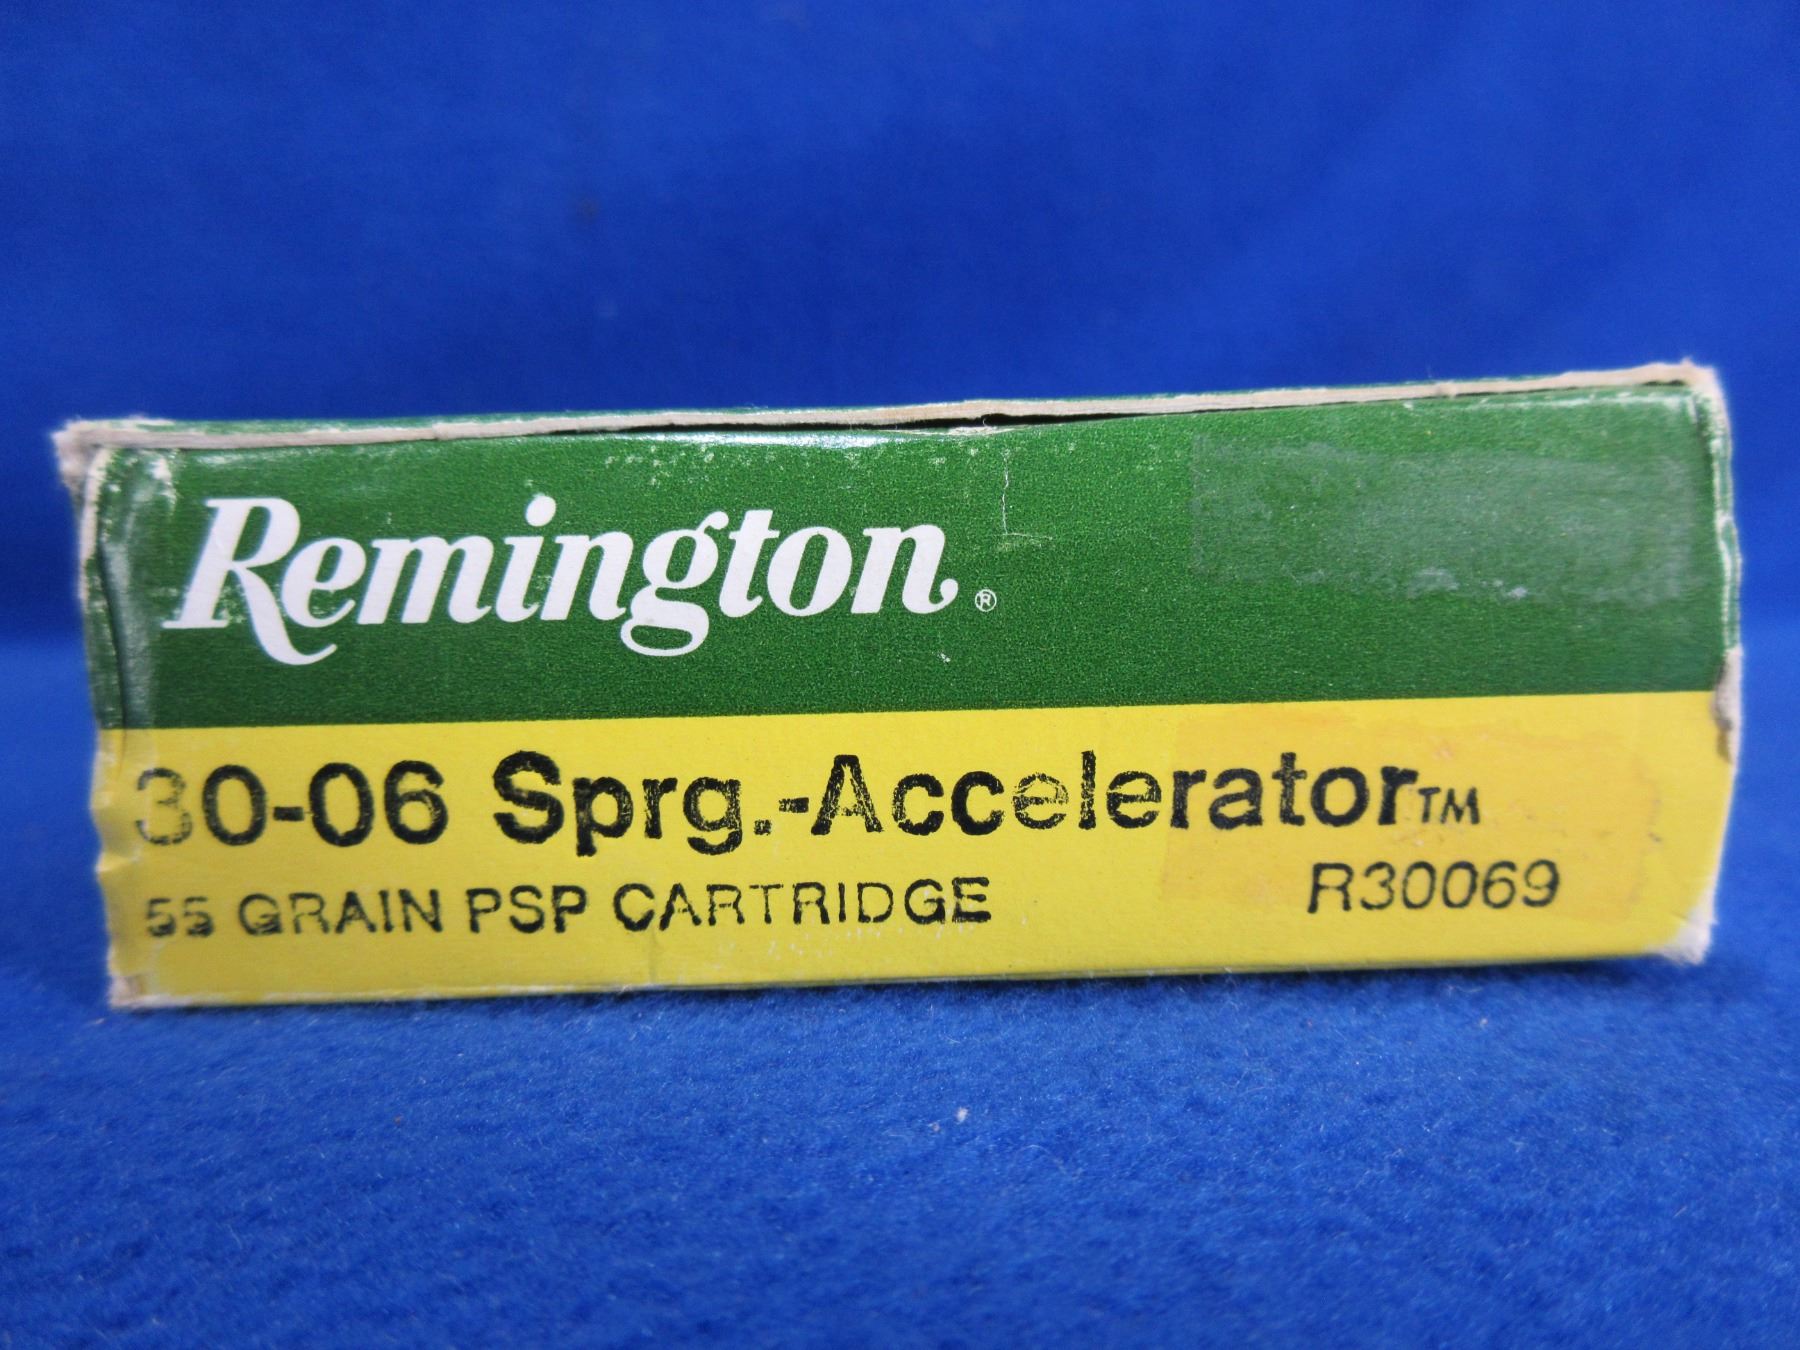 Remington®
30-06 Sprg.-Accelerator™
55 GRAIN PSP CARTRIDGE R30069